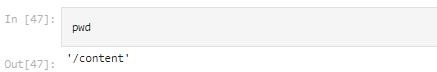 In [47]:
pwd
'/content'
Out[47]: